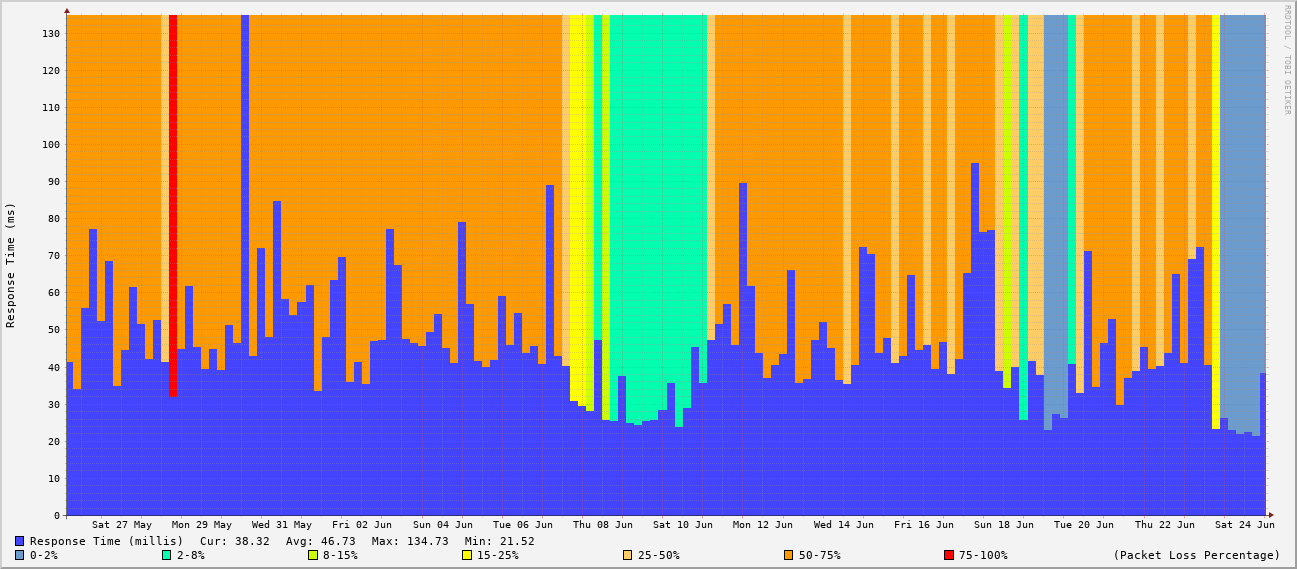 RRDTOOL / TOBI OETIKER
Response Time (ms)
130
120
110
100
90
80
70
60
50
40
30
20
10
0
Sat 27 May Mon 29 May Wed 31 May Fri 02 Jun Sun 04 Jun Tue 06 Jun Thu 08 Jun Sat 10 Jun Mon 12 Jun Wed 14 Jun Fri 16 Jun Sun 18 Jun Tue 20 Jun Thu 22 Jun Sat 24 Jun
Response Time (millis) Cur: 38.32 Avg: 46.73 Max: 134.73 Min: 21.52
0-2% 2-8% 8-15% 15-25% 25-50% 50-75% 75-100% (Packet Loss Percentage)